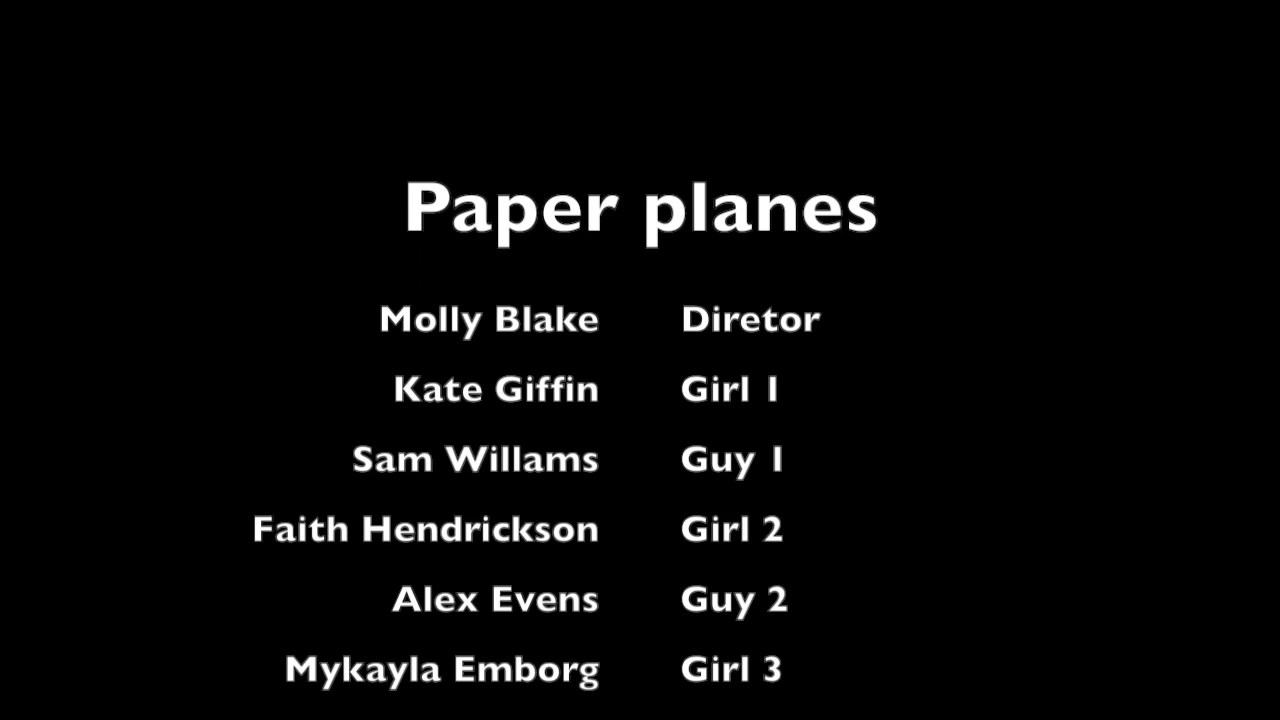 Paper planes
Molly Blake Diretor
Kate Giffin Girl 1
Sam Willams Guy 1
Faith Hendrickson Girl 2
Alex Evens Guy 2
Mykayla Emborg Girl 3